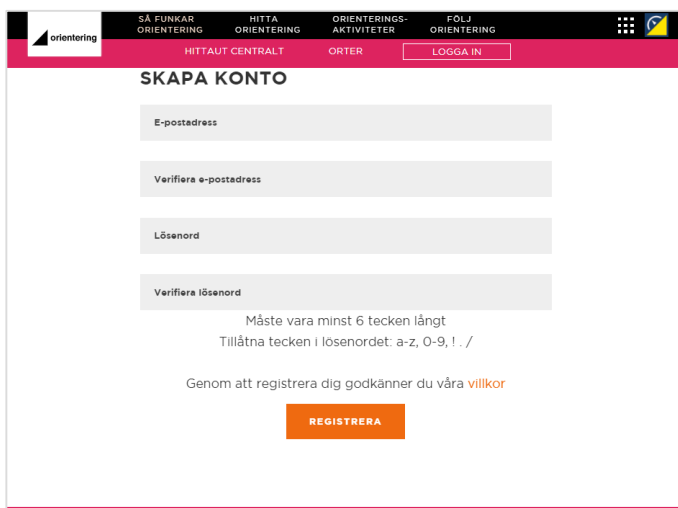 orientering
SÅ FUNKAR
ORIENTERING
HITTA
ORIENTERING
ORIENTERINGS-
AKTIVITETER
FÖLJ
ORIENTERING
HITTAUT CENTRALT
ORTER
LOGGA IN
SKAPA KONTO
E-postadress
Verifiera e-postadress
Lösenord
Verifiera lösenord
Måste vara minst 6 tecken långt
Tillåtna tecken i lösenordet: a-z, 0-9, ! . /
Genom att registrera dig godkänner du våra villkor
REGISTRERA